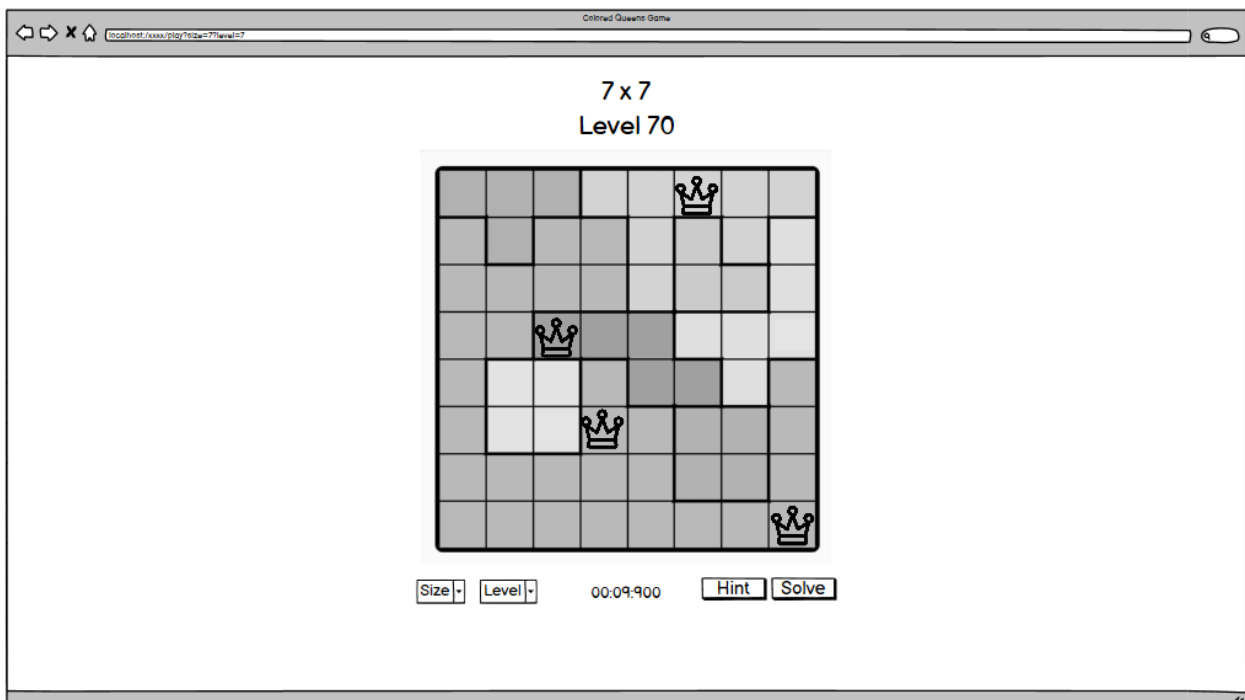 Colored Queens Game
localhost:/xxxx/play?size=7?level=7
7 x 7
Level 70
Size Level 00:09:900 Hint Solve